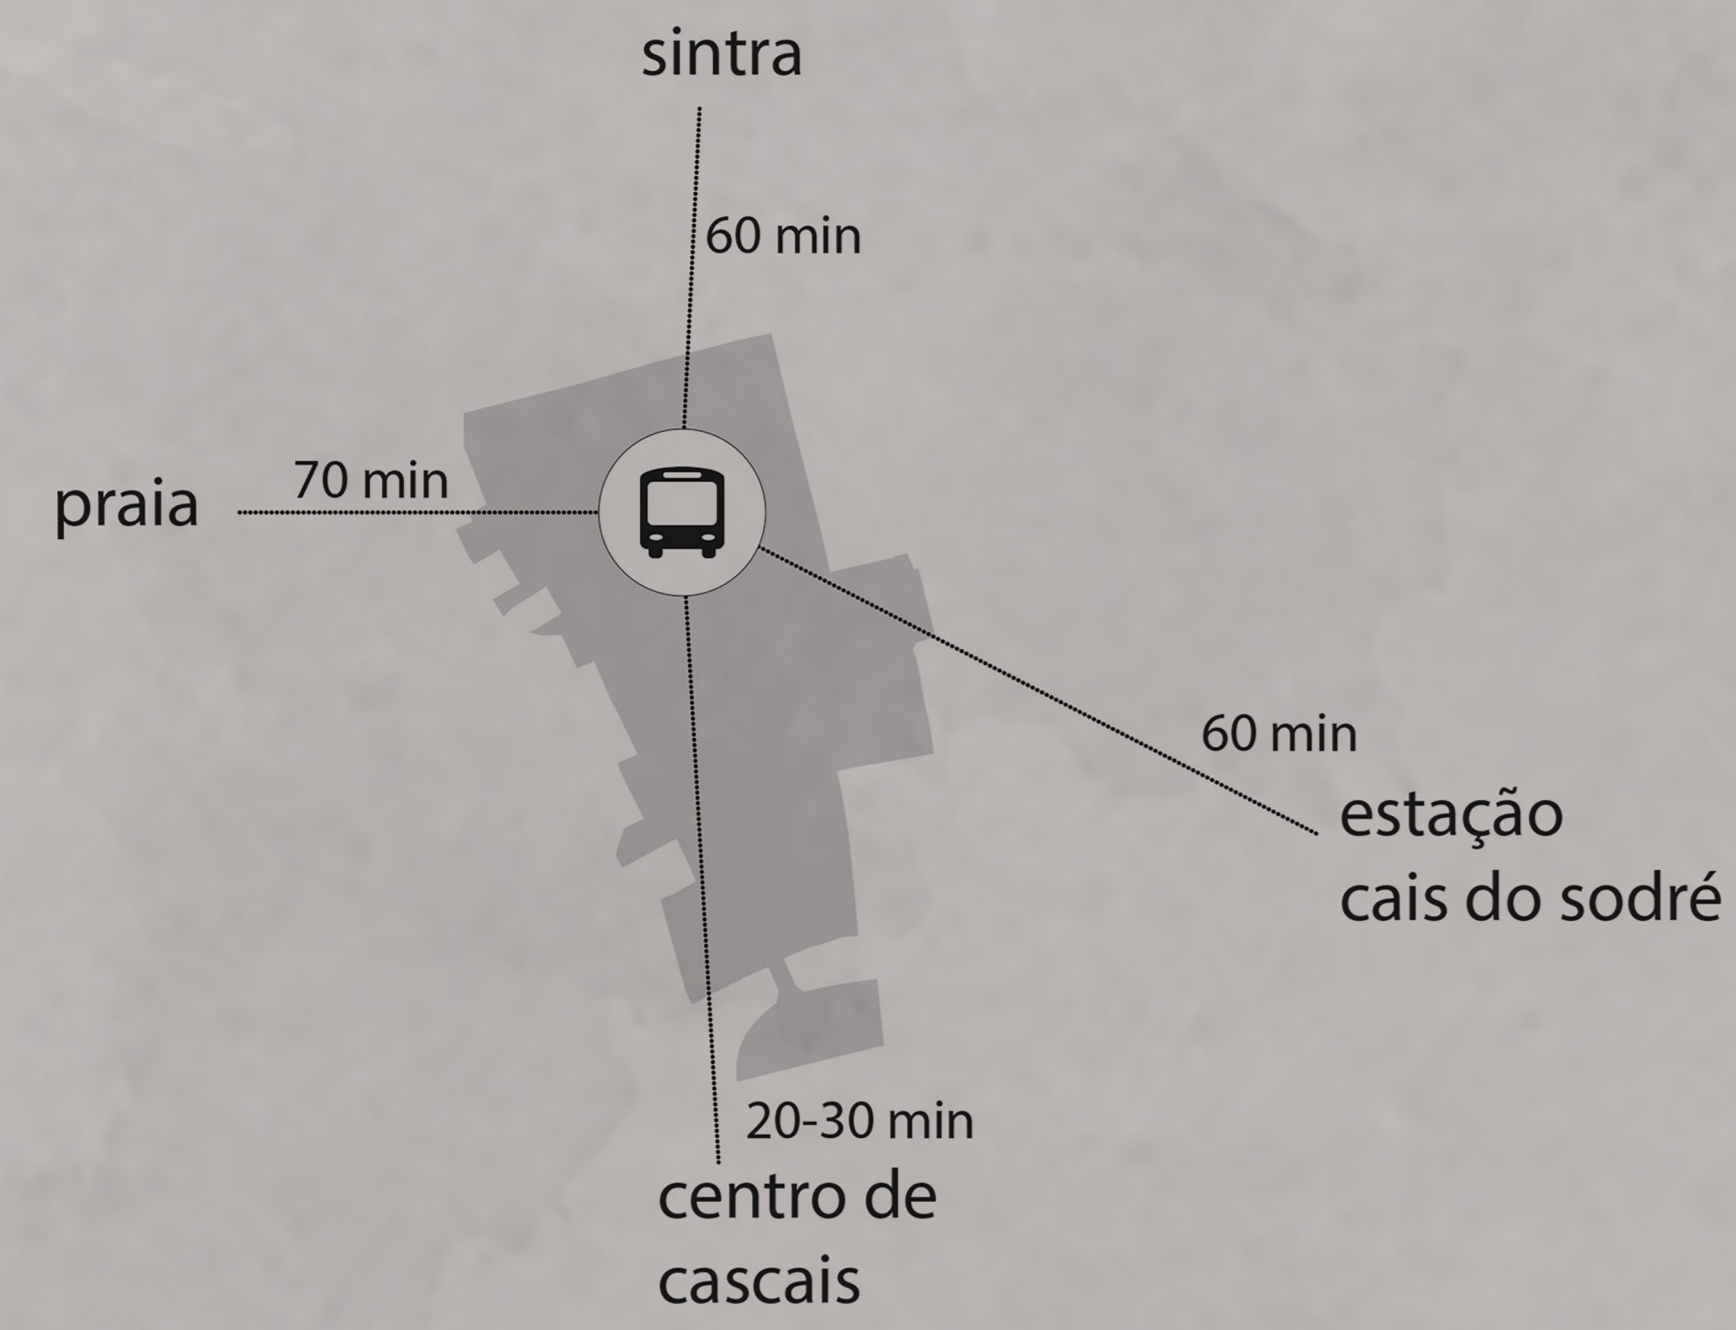 sintra
60 min
70 min
praia
60 min
estação
cais do sodré
20-30 min
centro de
cascais